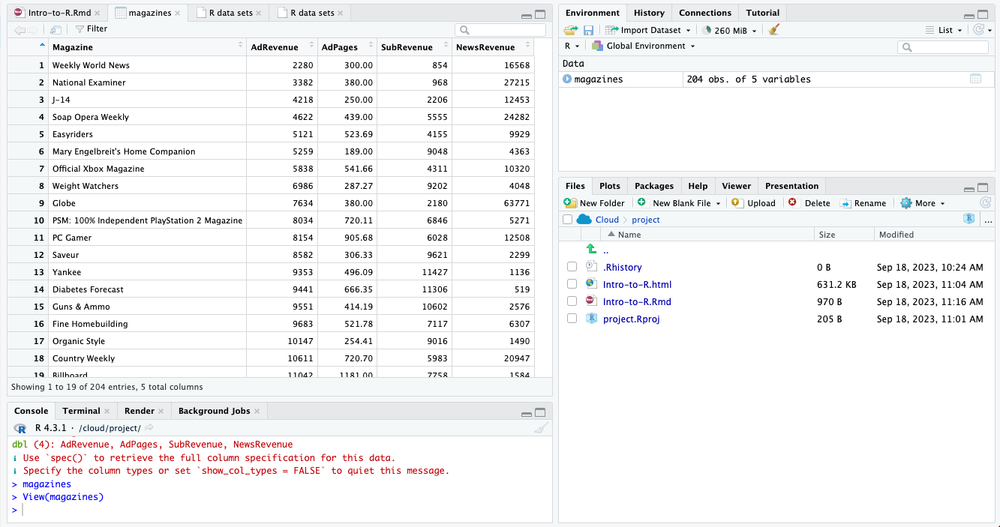 Intro-to-R.Rmd magazines R data sets R data sets
Filter
Magazine AdRevenue AdPages SubRevenue NewsRevenue
1 Weekly World News 2280 300.00 854 16568
2 National Examiner 3382 380.00 968 27215
3 J-14 4218 250.00 2206 12453
4 Soap Opera Weekly 4622 439.00 5555 24282
5 Easyriders 5121 523.69 4155 9929
6 Mary Engelbreit's Home Companion 5259 189.00 9048 4363
7 Official Xbox Magazine 5838 541.66 4311 10320
8 Weight Watchers 6986 287.27 9202 4048
9 Globe 7634 380.00 2180 63771
10 PSM: 100% Independent PlayStation 2 Magazine 8034 720.11 6846 5271
11 PC Gamer 8154 905.68 6028 12508
12 Saveur 8582 306.33 9621 2299
13 Yankee 9353 496.09 11427 1136
14 Diabetes Forecast 9441 666.35 11306 519
15 Guns & Ammo 9551 414.19 10602 2576
16 Fine Homebuilding 9683 521.78 7117 6307
17 Organic Style 10147 254.41 9016 1490
18 Country Weekly 10611 720.70 5983 20947
19 Billboard 11042 1181.00 7758 1584
Showing 1 to 19 of 204 entries, 5 total columns
Console Terminal Render Background Jobs
R 4.3.1 · /cloud/project/
dbl (4): AdRevenue, AdPages, SubRevenue, NewsRevenue
ℹ Use `spec()` to retrieve the full column specification for this data.
ℹ Specify the column types or set `show_col_types = FALSE` to quiet this message.
> magazines
> View(magazines)
>
Environment History Connections Tutorial
Import Dataset 260 MiB List
R Global Environment
Data
magazines 204 obs. of 5 variables
Files Plots Packages Help Viewer Presentation
New Folder New Blank File Upload Delete Rename More
Cloud project R ...
Name Size Modified
..
.Rhistory 0 B Sep 18, 2023, 10:24 AM
Intro-to-R.html 631.2 KB Sep 18, 2023, 11:04 AM
Intro-to-R.Rmd 970 B Sep 18, 2023, 11:16 AM
project.Rproj 205 B Sep 18, 2023, 11:01 AM